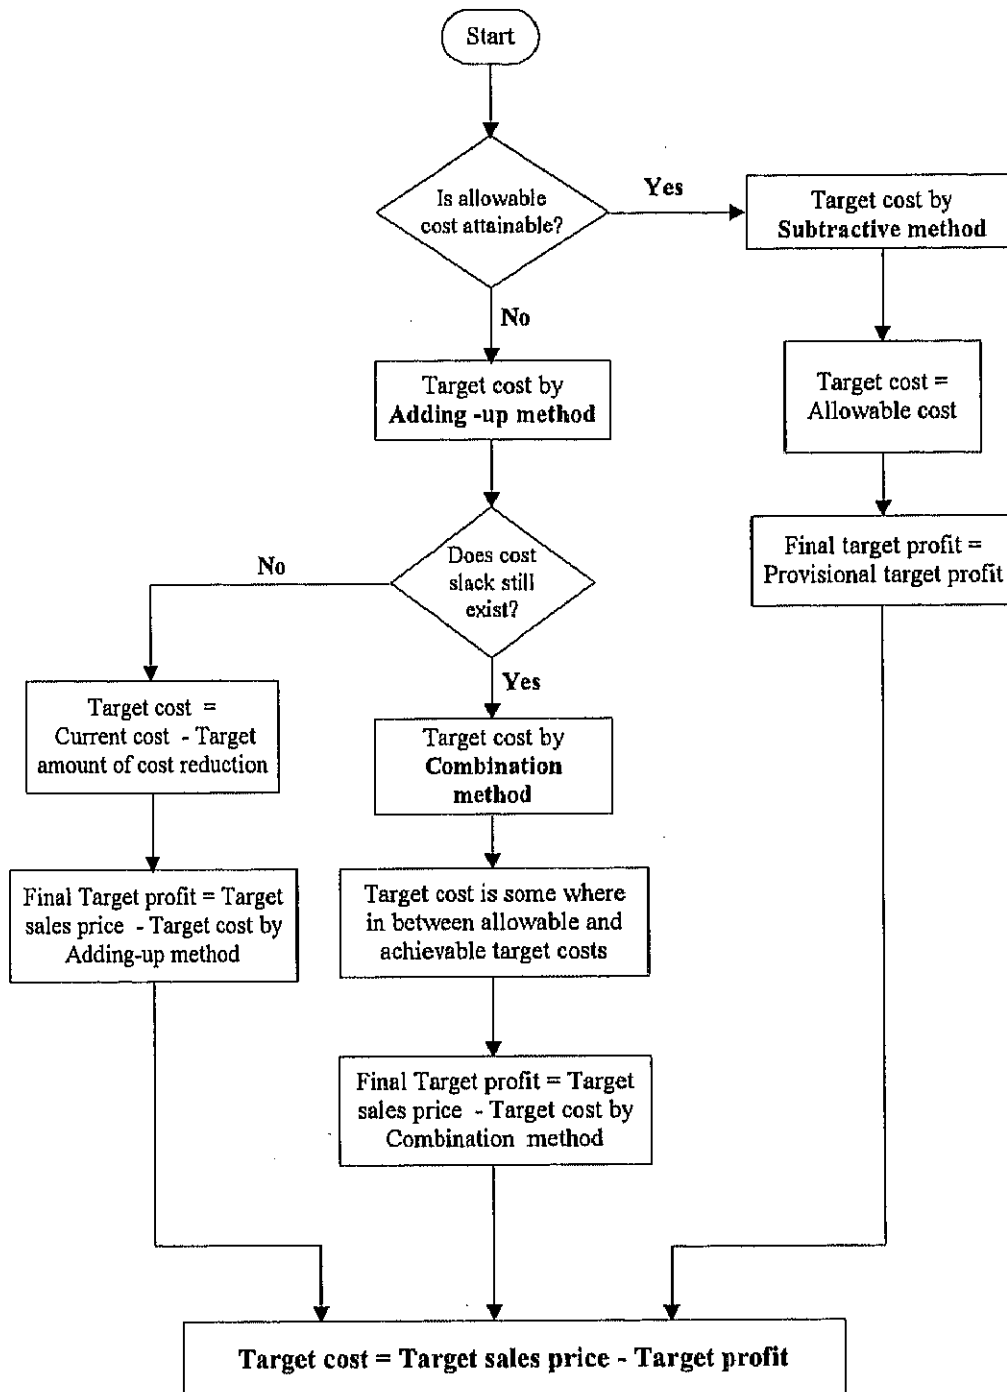 Start
Is allowable
cost attainable?
Yes
Target cost by
Subtractive method
No
Target cost by
Adding -up method
Target cost =
Allowable cost
Final target profit =
Provisional target profit
Does cost
slack still
exist?
No
Yes
Target cost =
Current cost - Target
amount of cost reduction
Target cost by
Combination
method
Final Target profit = Target
sales price - Target cost by
Adding-up method
Target cost is some where
in between allowable and
achievable target costs
Final Target profit = Target
sales price - Target cost by
Combination method
Target cost = Target sales price - Target profit